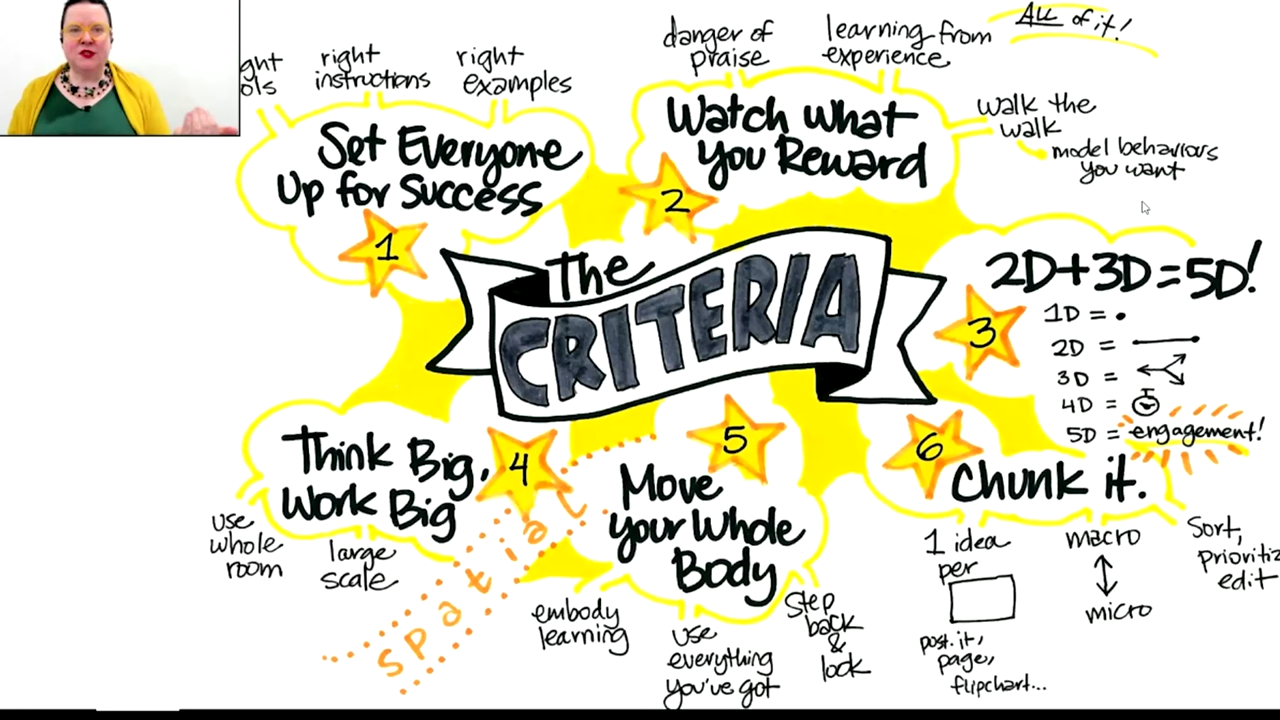 right
instructions
right
examples
Set Everyone
Up for Success
1
danger of
praise
learning from
experience
ALL of it!
Watch what
You Reward
2
walk the
walk
model behaviors
you want
the
CRITERIA
2D+3D=5D!
3
1D = •
2D =
3D =
4D =
5D = engagement!
Think Big,
Work Big
4
use
whole
room
large
scale
spatial
5
Move
your Whole
Body
embody
learning
use
everything
you've got
step
back
&
look
6
Chunk it.
1 idea
per
post.it,
page,
flipchart...
macro
micro
Sort,
edit